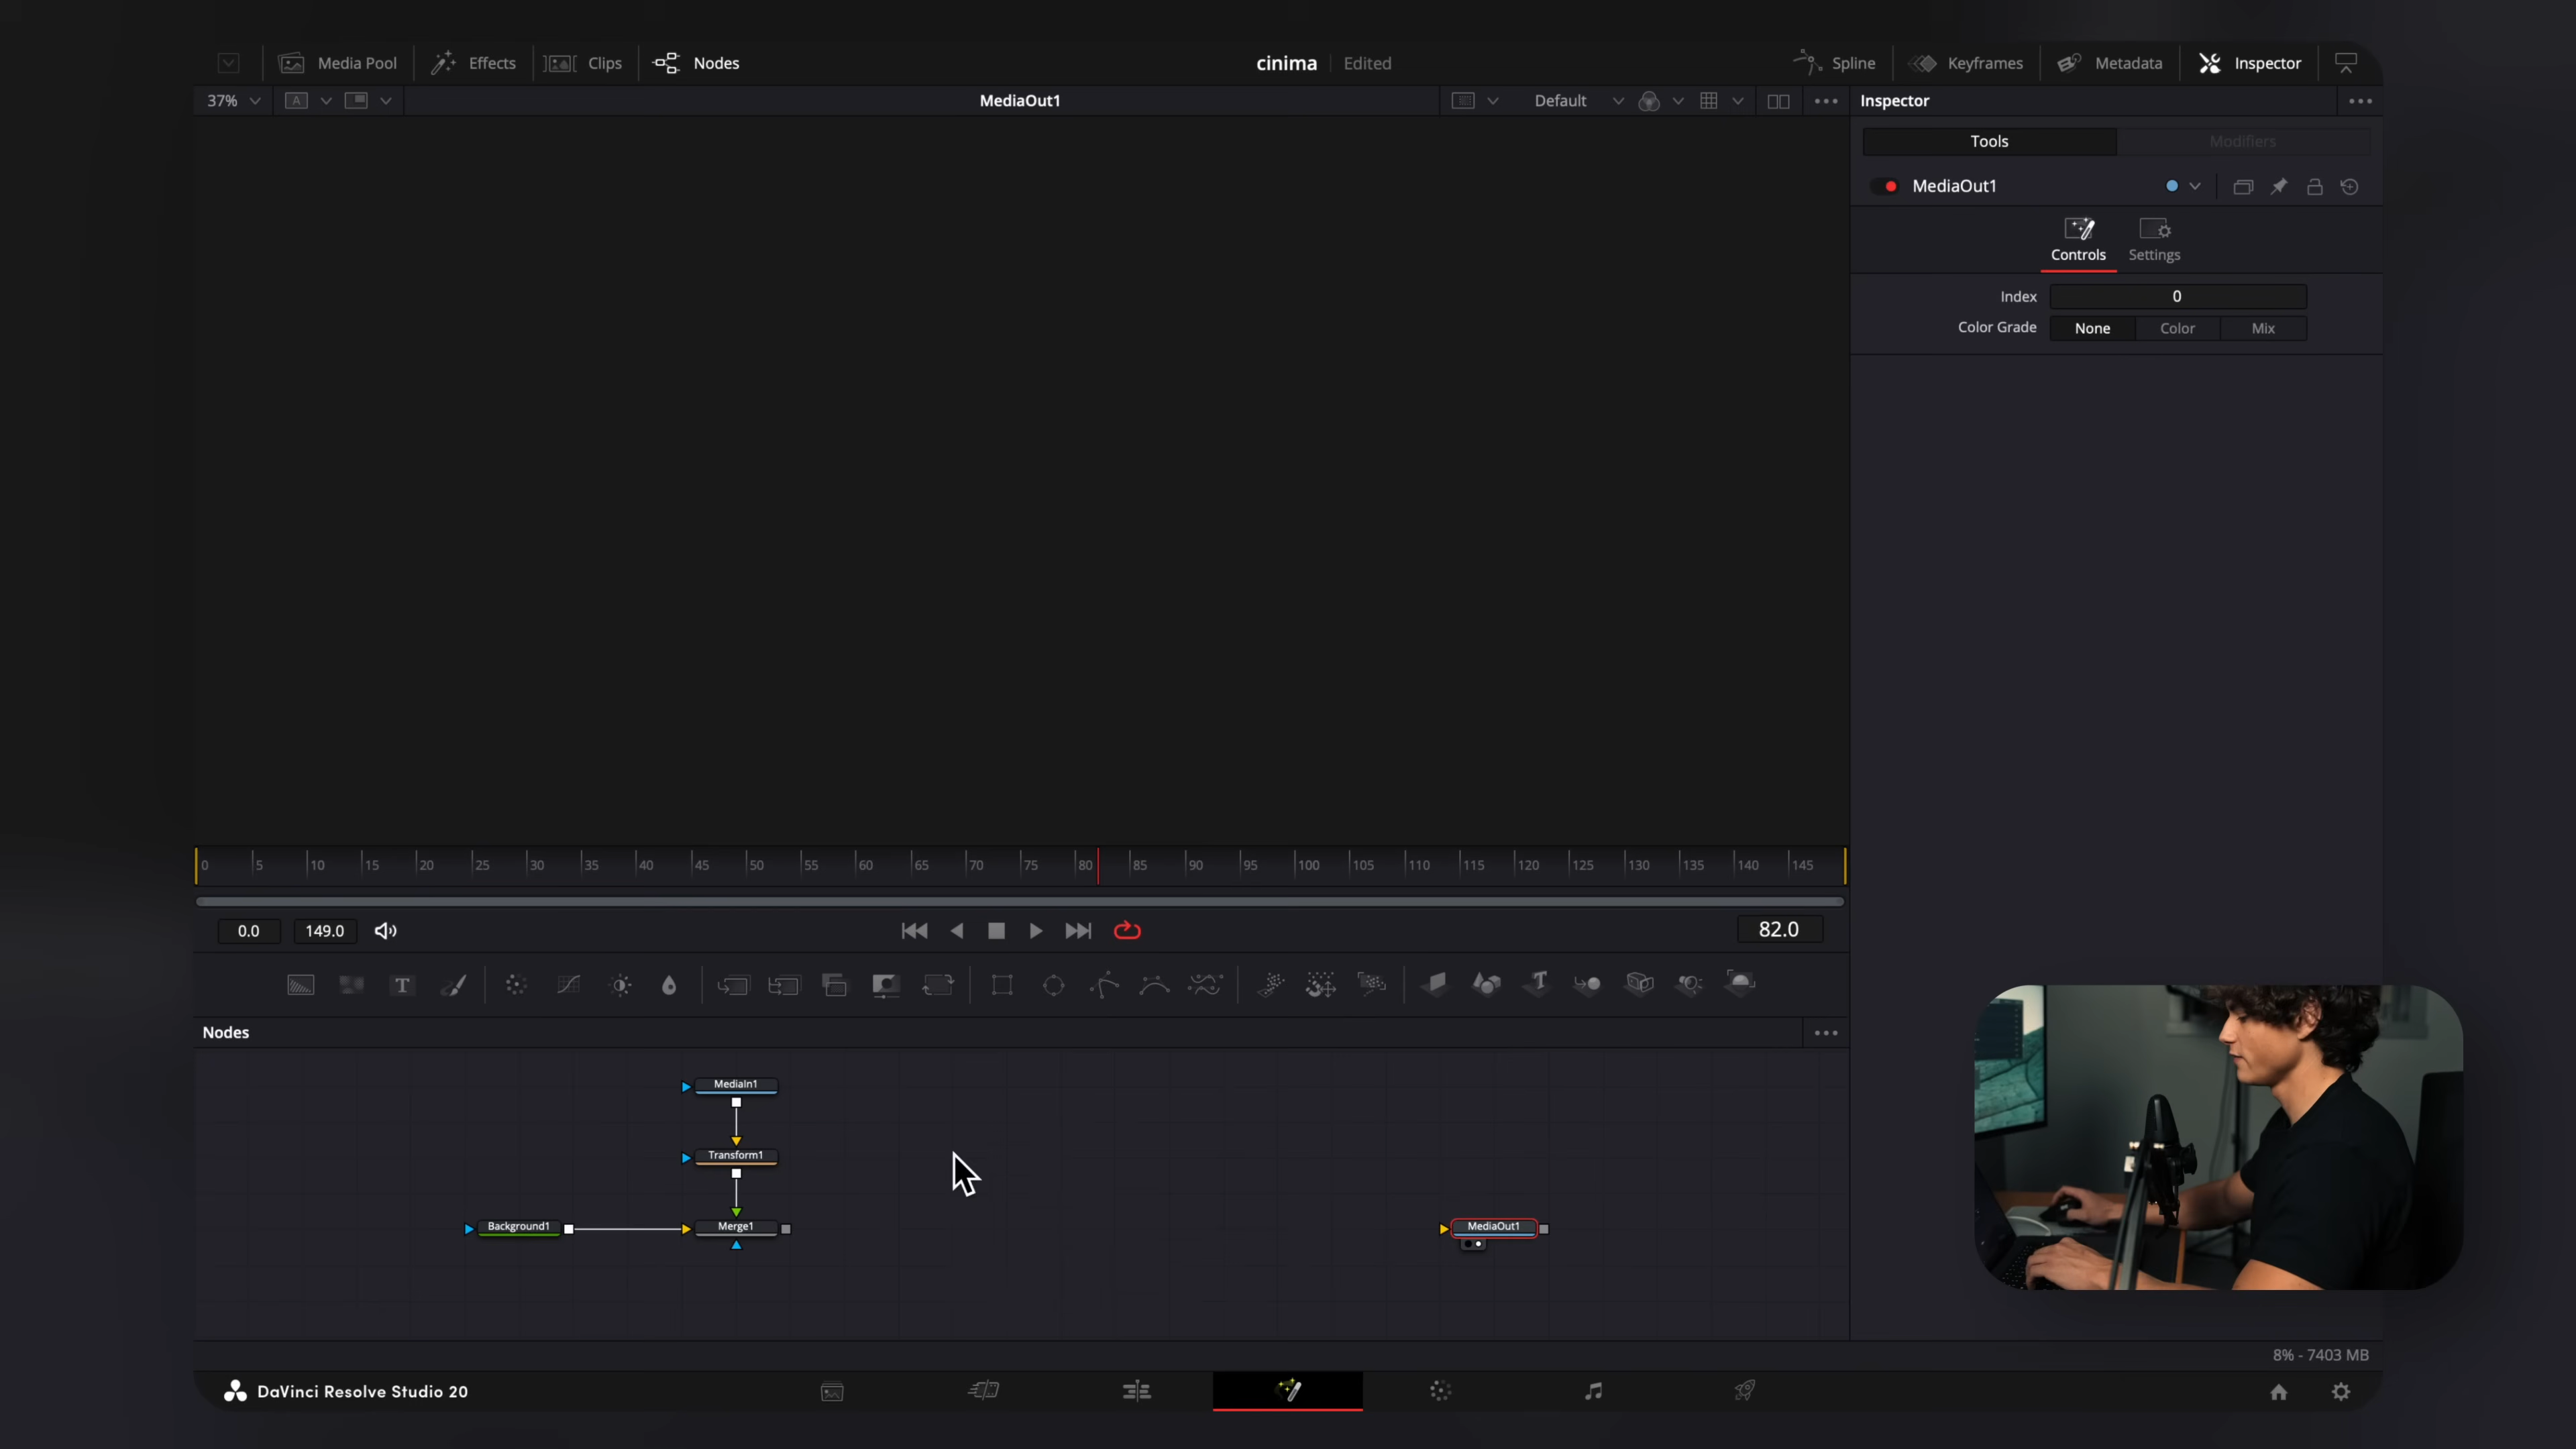 Media Pool Effects Clips Nodes cinima Edited Spline Keyframes Metadata Inspector
37% A MediaOut1 Default Inspector
Tools Modifiers
MediaOut1
Controls Settings
Index 0
Color Grade None Color Mix
0 5 10 15 20 25 30 35 40 45 50 55 60 65 70 75 80 85 90 95 100 105 110 115 120 125 130 135 140 145
0.0 149.0 82.0
T T
Nodes
MediaIn1
Transform1
Background1 Merge1 MediaOut1
8% - 7403 MB
DaVinci Resolve Studio 20